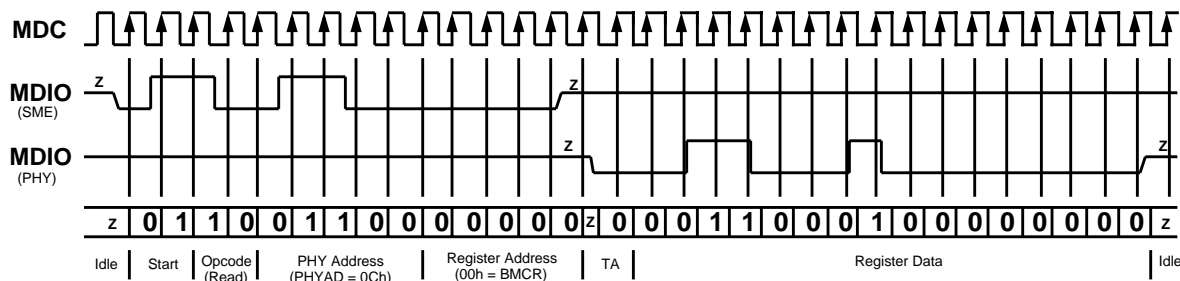 MDC
z
MDIO
(SME)
z
MDIO
(PHY)
z
z
z 0 1 1 0 0 1 1 0 0 0 0 0 0 0 Z 0 0 0 1 1 0 0 0 1 0 0 0 0 0 0 0 0 z
Idle Start Opcode (Read) PHY Address (PHYAD = 0Ch) Register Address (00h = BMCR) TA Register Data Idle